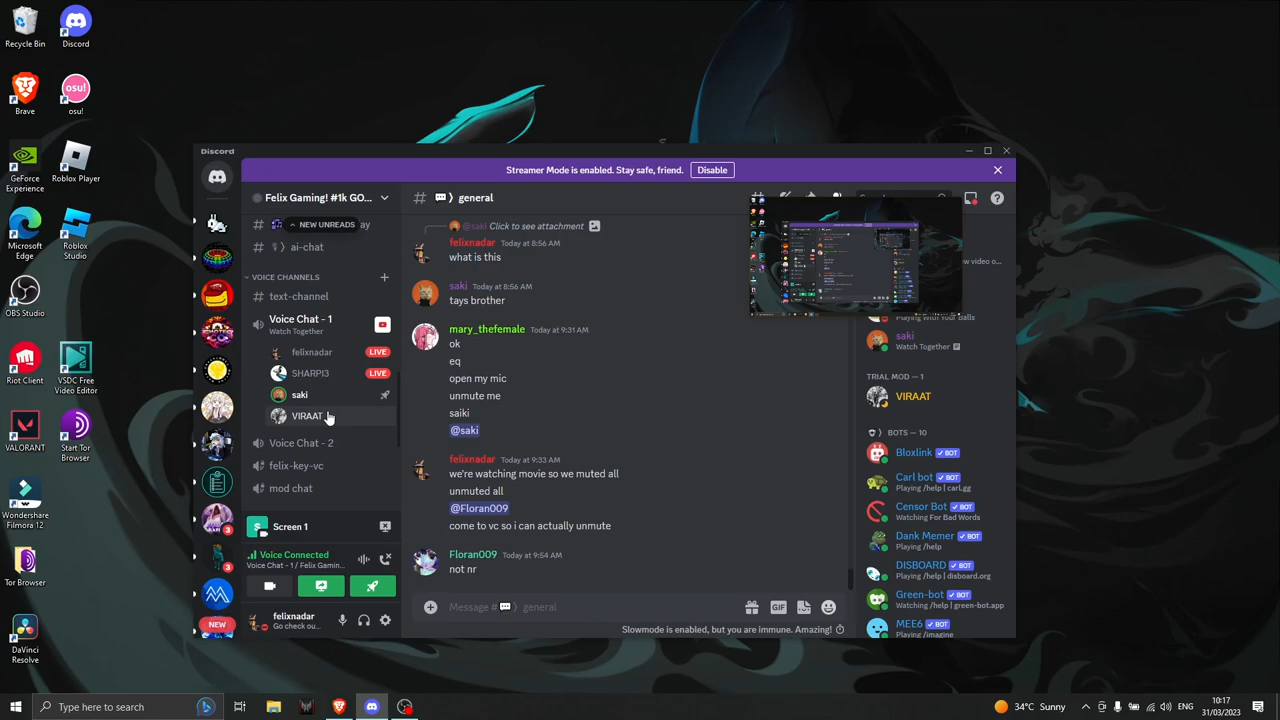 Recycle Bin
Discord
Brave
osu!
osu!
GeForce
Experience
Roblox Player
Microsoft
Edge
Roblox
Studio
OBS Studio
Riot Client
VSDC Free
Video Editor
VALORANT
Start Tor
Browser
Wondershare
Filmora 12
Tor Browser
DaVinci
Resolve
Discord
Streamer Mode is enabled. Stay safe, friend.
Disable
Felix Gaming! #1k GO...
NEW UNREADS
ay
ai-chat
VOICE CHANNELS
text-channel
Voice Chat - 1
Watch Together
felixnadar
LIVE
SHARPI3
LIVE
saki
VIRAAT
Voice Chat - 2
felix-key-vc
mod chat
Screen 1
Voice Connected
Voice Chat - 1 / Felix Gamin...
felixnadar
Go check ou...
3
3
NEW
general
@saki Click to see attachment
felixnadar Today at 8:56 AM
what is this
saki Today at 8:56 AM
tays brother
mary_thefemale Today at 9:31 AM
ok
eq
open my mic
unmute me
saiki
@saki
felixnadar Today at 9:33 AM
we're watching movie so we muted all
unmuted all
@Floran009
come to vc so i can actually unmute
Floran009 Today at 9:54 AM
not nr
Message # general
GIF
Slowmode is enabled, but you are immune. Amazing!
ew video o...
Playing With Your Balls
saki
Watch Together
TRIAL MOD — 1
VIRAAT
BOTS — 10
Bloxlink BOT
Carl bot BOT
Playing /help | carl.gg
Censor Bot BOT
Watching For Bad Words
Dank Memer BOT
Playing /help
DISBOARD BOT
Playing /help | disboard.org
Green-bot BOT
Watching /help | green-bot.app
MEE6 BOT
Playing /imagine
Type here to search
34°C Sunny
ENG
10:17
31/03/2023